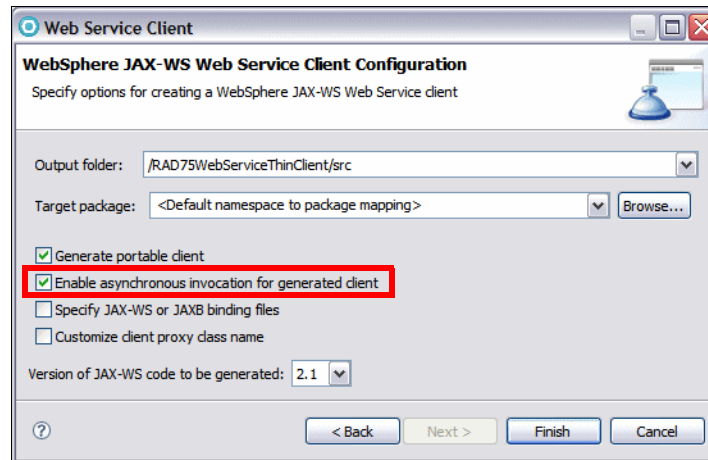 Web Service Client
WebSphere JAX-WS Web Service Client Configuration
Specify options for creating a WebSphere JAX-WS Web Service client
Output folder: /RAD75WebServiceThinClient/src
Target package: <Default namespace to package mapping> Browse...
Generate portable client
Enable asynchronous invocation for generated client
Specify JAX-WS or JAXB binding files
Customize client proxy class name
Version of JAX-WS code to be generated: 2.1
? < Back Next > Finish Cancel